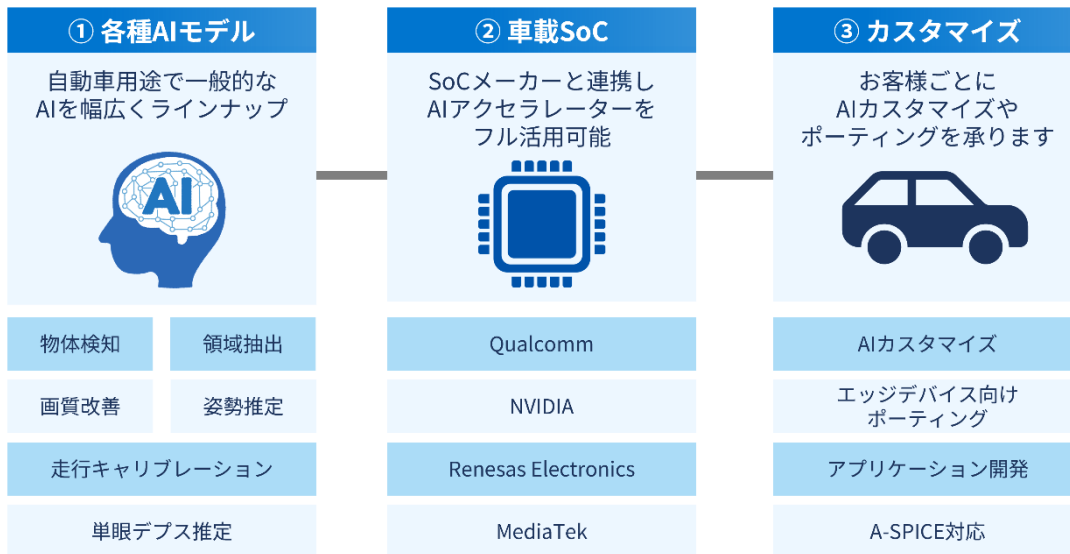 ① 各種AIモデル
自動車用途で一般的な
AIを幅広くラインナップ
AI
物体検知
領域抽出
画質改善
姿勢推定
走行キャリブレーション
単眼デプス推定
② 車載SoC
SoCメーカーと連携し
AIアクセラレーターを
フル活用可能
Qualcomm
NVIDIA
Renesas Electronics
MediaTek
③ カスタマイズ
お客様ごとに
AIカスタマイズや
ポーティングを承ります
AIカスタマイズ
エッジデバイス向け
ポーティング
アプリケーション開発
A-SPICE対応